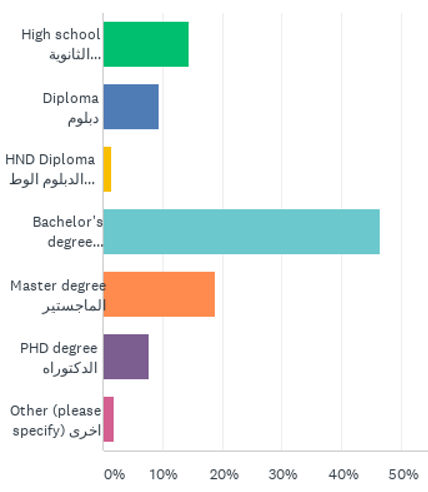 High school
الثانوية...
Diploma
دبلوم
HND Diploma
الدبلوم الوط...
Bachelor's
degree...
Master degree
الماجستير
PHD degree
الدكتوراه
Other (please
specify) اخرى
0% 10% 20% 30% 40% 50%